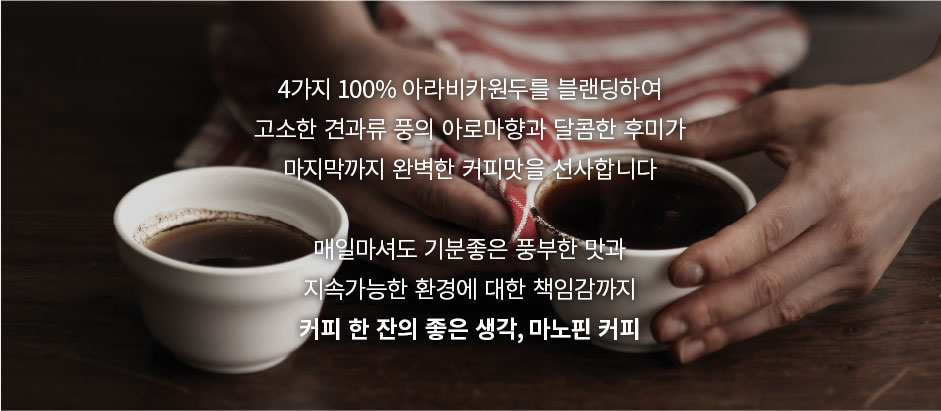 4가지 100% 아라비카원두를 블랜딩하여
고소한 견과류 풍의 아로마향과 달콤한 후미가
마지막까지 완벽한 커피맛을 선사합니다
매일마셔도 기분좋은 풍부한 맛과
지속가능한 환경에 대한 책임감까지
커피 한 잔의 좋은 생각, 마노핀 커피